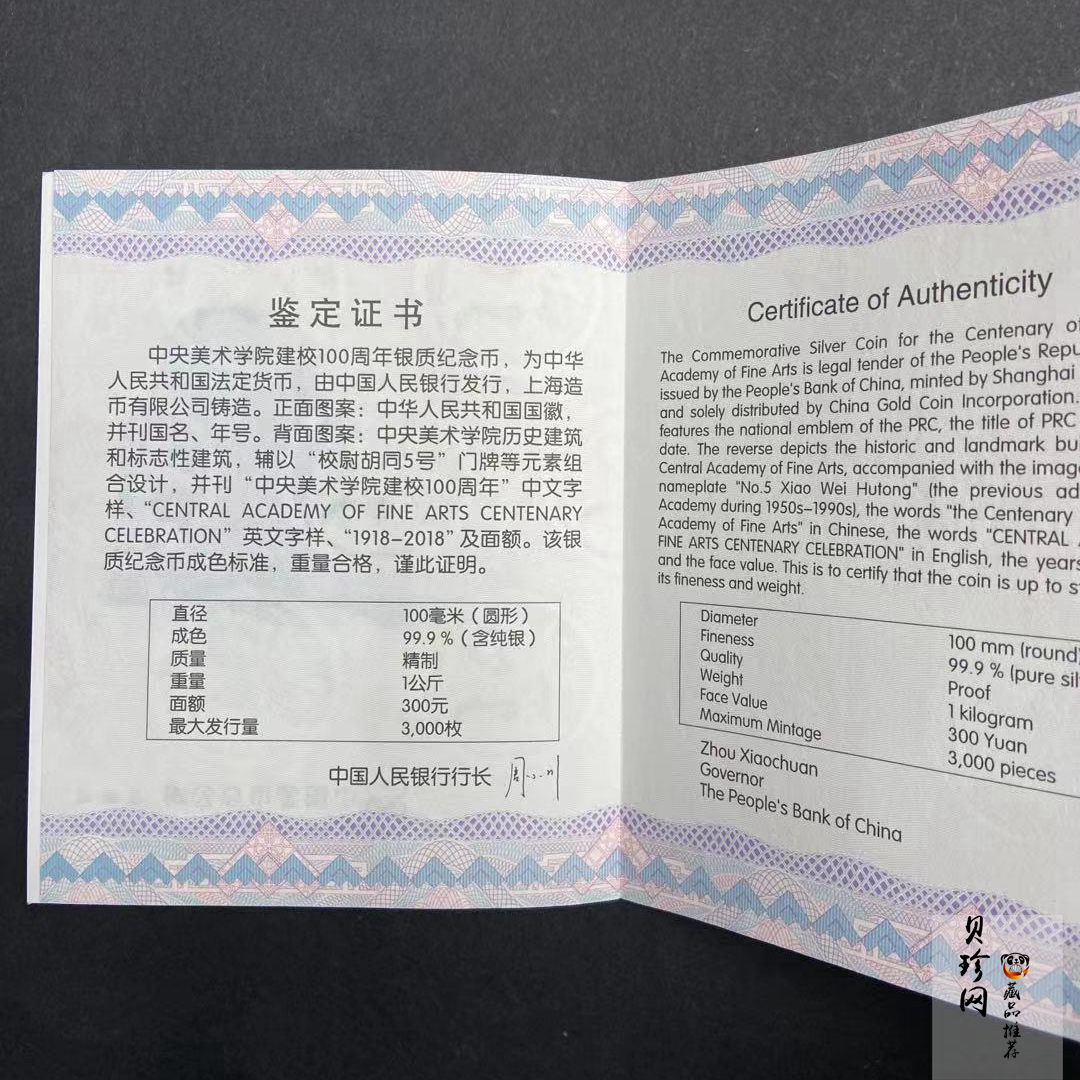 鉴定证书
中央美术学院建校100周年银质纪念币，为中华
人民共和国法定货币，由中国人民银行发行，上海造
币有限公司铸造。正面图案：中华人民共和国国徽，
并刊国名、年号。背面图案：中央美术学院历史建筑
和标志性建筑，辅以“校尉胡同5号”门牌等元素组
合设计，并刊“中央美术学院建校100周年”中文字
样、“CENTRAL ACADEMY OF FINE ARTS CENTENARY
CELEBRATION”英文字样、“1918-2018”及面额。该银
质纪念币成色标准，重量合格，谨此证明。
直径 100毫米（圆形）
成色 99.9％（含纯银）
质量 精制
重量 1公斤
面额 300元
最大发行量 3,000枚
中国人民银行行长 周小川
Certificate of Authenticity
The Commemorative Silver Coin for the Centenary of
Academy of Fine Arts is legal tender of the People's
issued by the People's Bank of China, minted by Shanghai
and solely distributed by China Gold Coin Incorporation.
features the national emblem of the PRC, the title of PRC
date. The reverse depicts the historic and landmark
Central Academy of Fine Arts, accompanied with the
nameplate "No.5 Xiao Wei Hutong" (the previous
Academy during 1950s-1990s), the words "the Centenary
Academy of Fine Arts" in Chinese, the words "CENTRAL
FINE ARTS CENTENARY CELEBRATION" in English, the years
and the face value. This is to certify that the coin is up to
its fineness and weight.
Diameter 100 mm (round)
Fineness 99.9 % (pure
Quality Proof
Weight 1 kilogram
Face Value 300 Yuan
Maximum Mintage 3,000 pieces
Zhou Xiaochuan
Governor
The People's Bank of China
贝珍网
藏品推荐